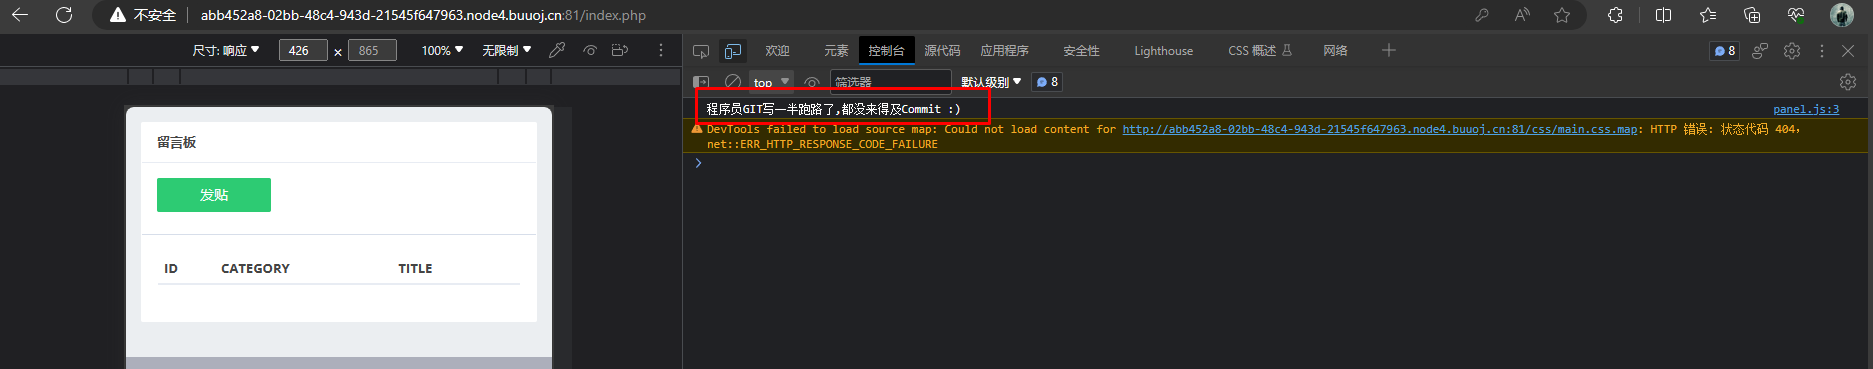 不安全 abb452a8-02bb-48c4-943d-21545f647963.node4.buuoj.cn:81/index.php
尺寸: 响应 426 × 865 100% 无限制
欢迎 元素 控制台 源代码 应用程序 安全性 Lighthouse CSS 概述 网络 8
top 筛选器 默认级别 8
程序员GIT写一半跑路了,都没来得及Commit :) panel.js:3
DevTools failed to load source map: Could not load content for http://abb452a8-02bb-48c4-943d-21545f647963.node4.buuoj.cn:81/css/main.css.map: HTTP 错误: 状态代码 404,
net::ERR_HTTP_RESPONSE_CODE_FAILURE
留言板
发贴
ID CATEGORY TITLE